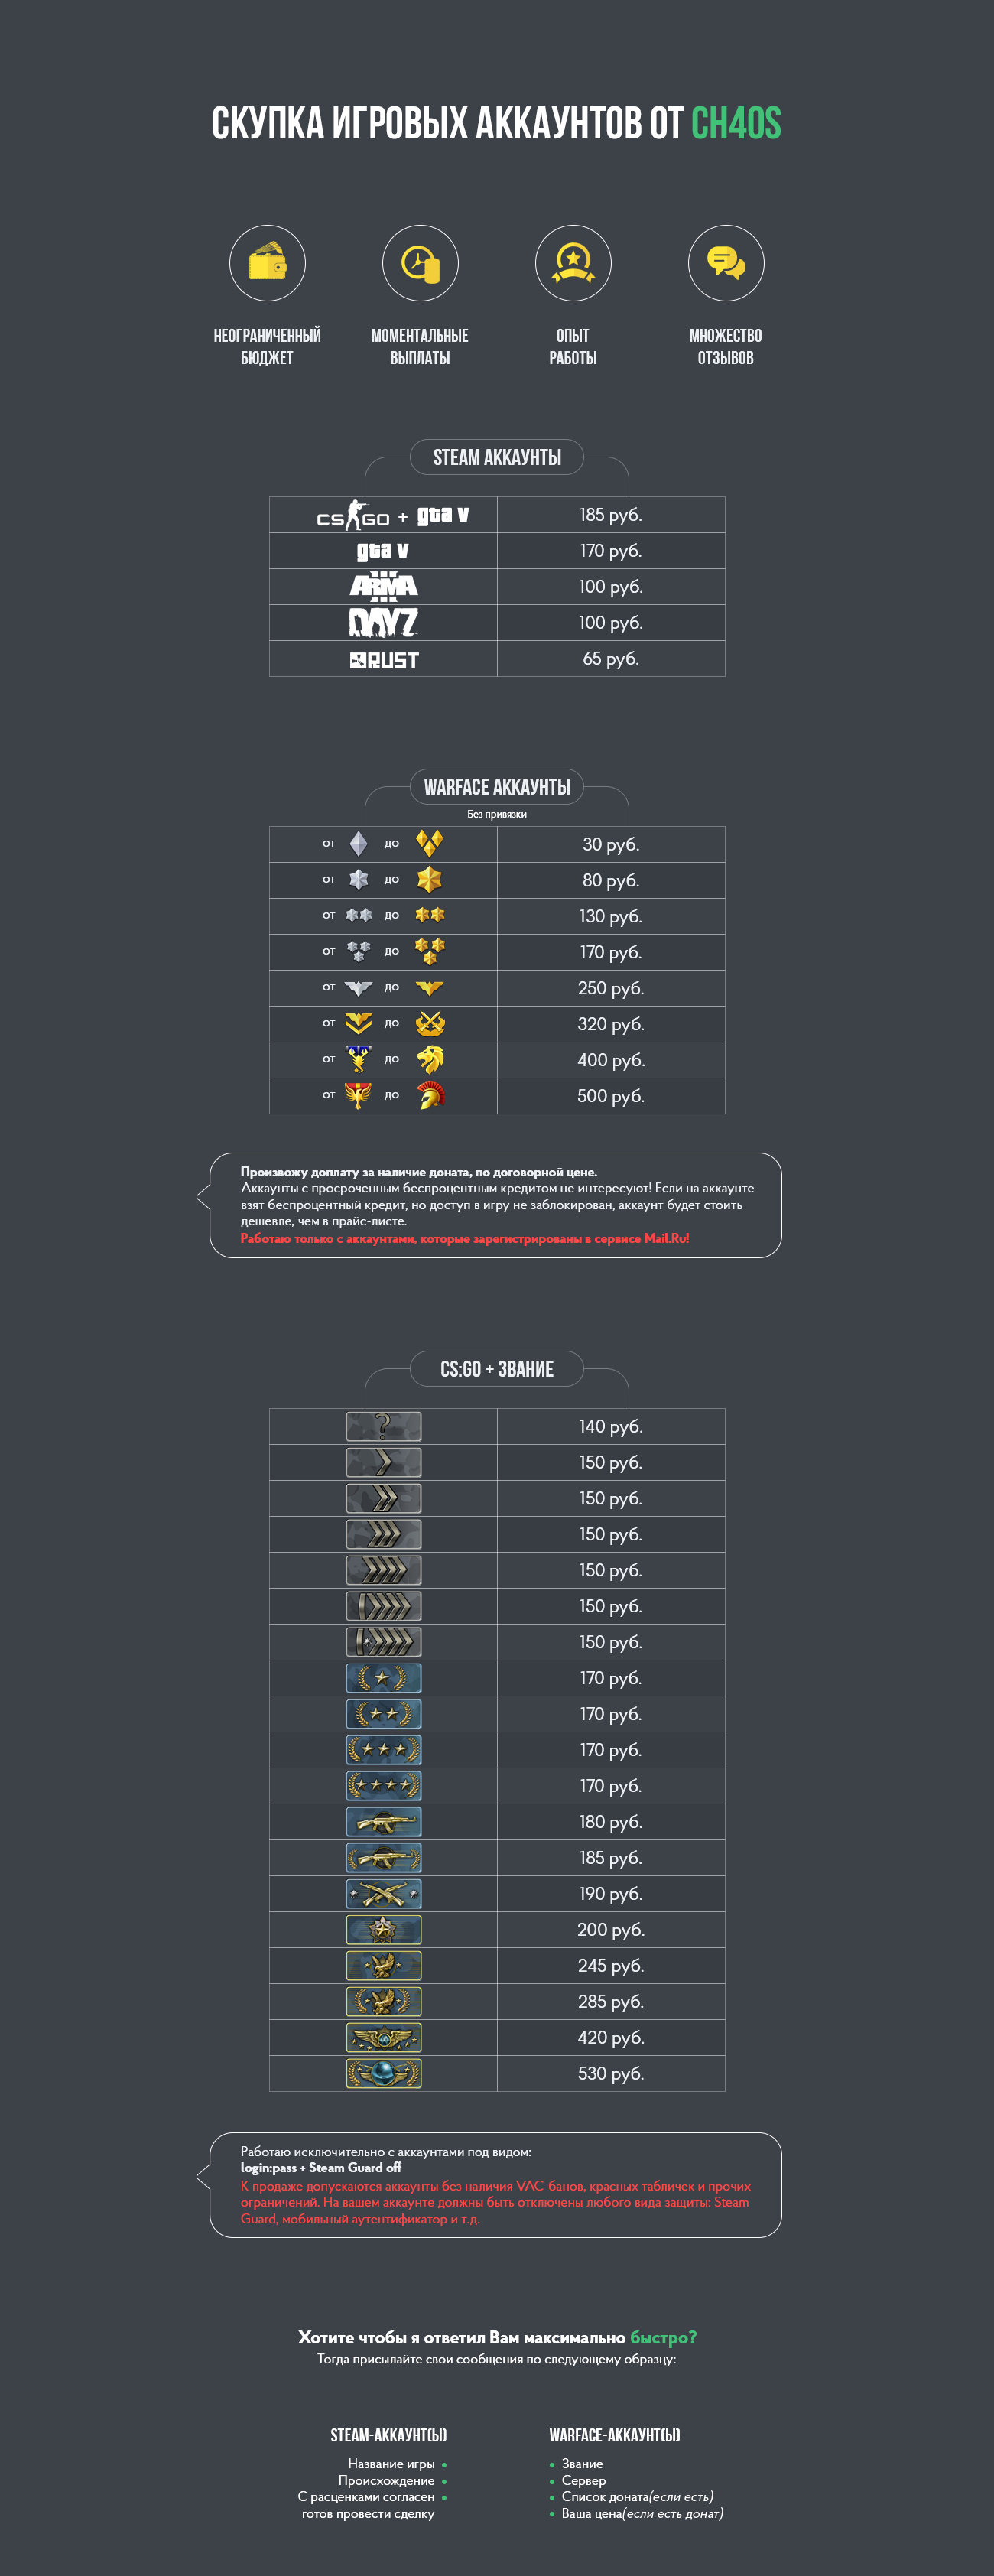 СКУПКА ИГРОВЫХ АККАУНТОВ ОТ CH4OS
НЕОГРАНИЧЕННЫЙ
БЮДЖЕТ
МОМЕНТАЛЬНЫЕ
ВЫПЛАТЫ
ОПЫТ
РАБОТЫ
МНОЖЕСТВО
ОТЗЫВОВ
STEAM АККАУНТЫ
CS GO + gta V 185 руб.
gta V 170 руб.
ARMA III 100 руб.
DAYZ 100 руб.
RUST 65 руб.
WARFACE АККАУНТЫ
Без привязки
от до 30 руб.
от до 80 руб.
от до 130 руб.
от до 170 руб.
от до 250 руб.
от до 320 руб.
от до 400 руб.
от до 500 руб.
Произвожу доплату за наличие доната, по договорной цене.
Аккаунты с просроченным беспроцентным кредитом не интересуют! Если на аккаунте
взят беспроцентный кредит, но доступ в игру не заблокирован, аккаунт будет стоить
дешевле, чем в прайс-листе.
Работаю только с аккаунтами, которые зарегистрированы в сервисе Mail.Ru!
CS:GO + ЗВАНИЕ
? 140 руб.
150 руб.
150 руб.
150 руб.
150 руб.
150 руб.
150 руб.
170 руб.
170 руб.
170 руб.
170 руб.
180 руб.
185 руб.
190 руб.
200 руб.
245 руб.
285 руб.
420 руб.
530 руб.
Работаю исключительно с аккаунтами под видом:
login:pass + Steam Guard off
К продаже допускаются аккаунты без наличия VAC-банов, красных табличек и прочих
ограничений. На вашем аккаунте должны быть отключены любого вида защиты: Steam
Guard, мобильный аутентификатор и т.д.
Хотите чтобы я ответил Вам максимально быстро?
Тогда присылайте свои сообщения по следующему образцу:
STEAM-АККАУНТ(Ы)
Название игры
Происхождение
С расценками согласен
готов провести сделку
WARFACE-АККАУНТ(Ы)
Звание
Сервер
Список доната(если есть)
Ваша цена(если есть донат)